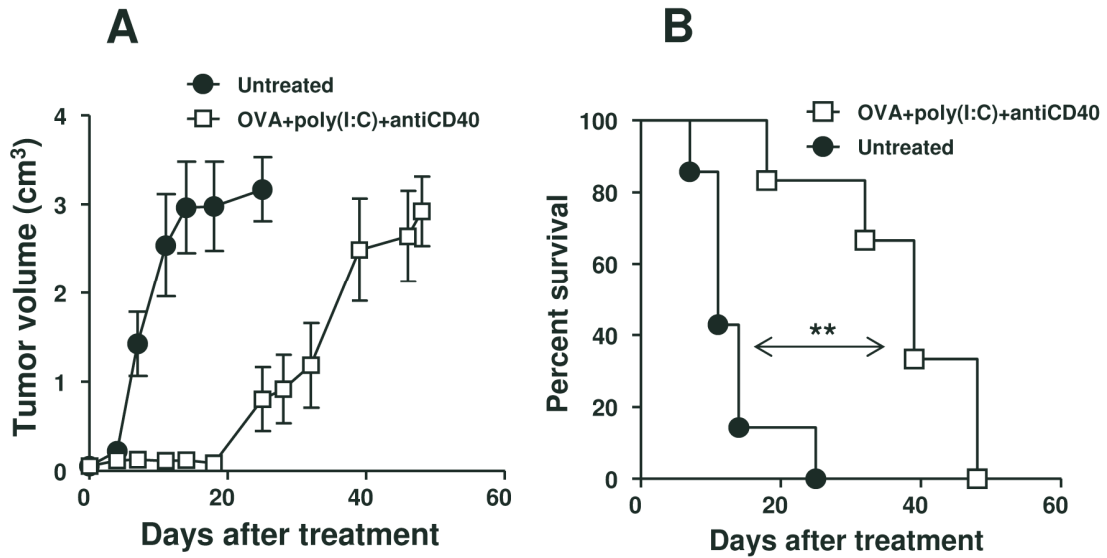 A
Untreated
OVA+poly(I:C)+antiCD40
4
3
2
1
0
0 20 40 60
Tumor volume (cm³)
Days after treatment
B
OVA+poly(I:C)+antiCD40
Untreated
100
80
60
40
20
0
0 20 40 60
**
Percent survival
Days after treatment